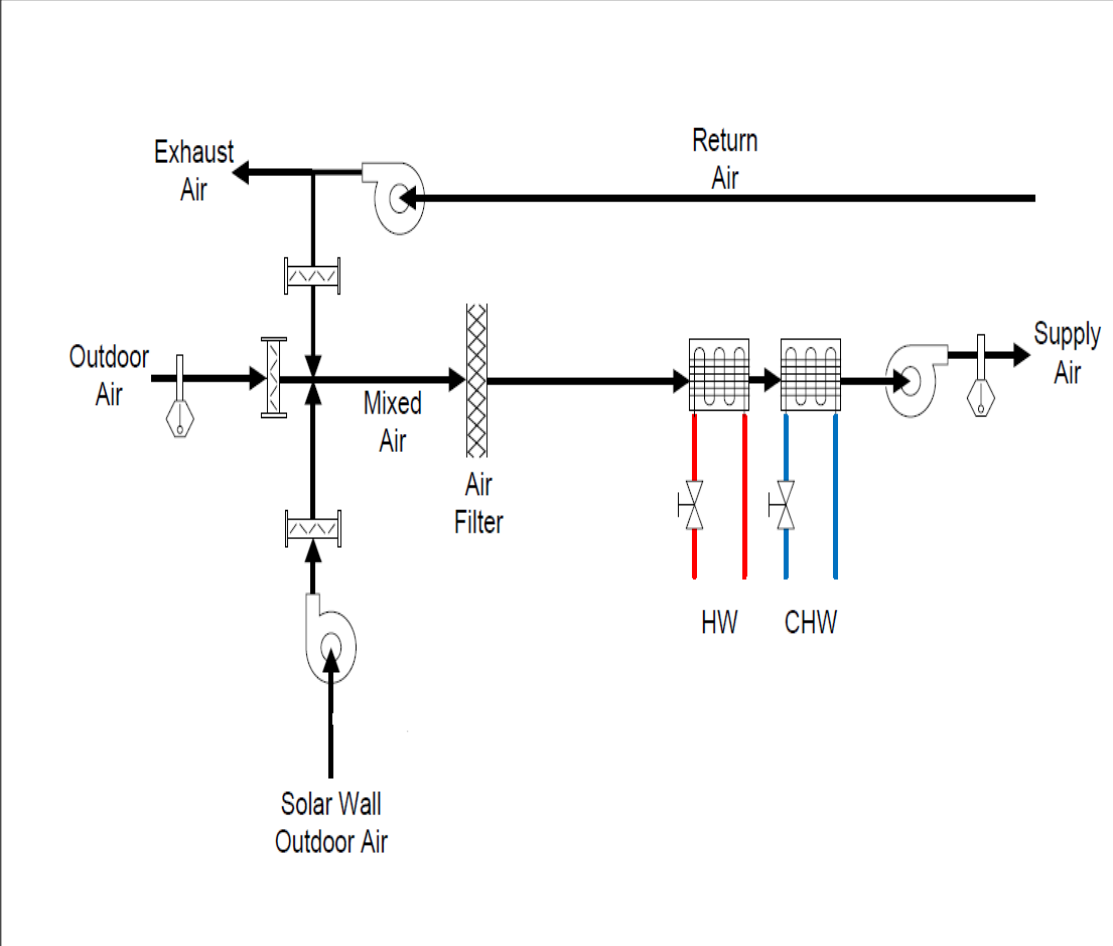 Return
Air
Exhaust
Air
Outdoor
Air
Supply
Air
Mixed
Air
Air
Filter
HW
CHW
Solar Wall
Outdoor Air